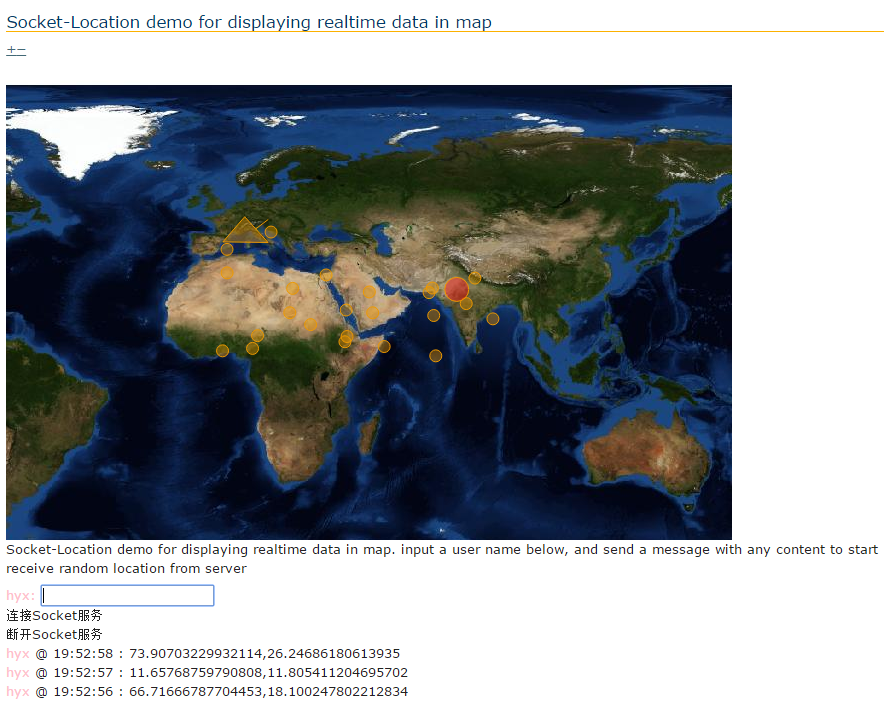 Socket-Location demo for displaying realtime data in map
+−
Socket-Location demo for displaying realtime data in map. input a user name below, and send a message with any content to start
receive random location from server
hyx:
连接Socket服务
断开Socket服务
hyx @ 19:52:58 : 73.90703229932114,26.24686180613935
hyx @ 19:52:57 : 11.65768759790808,11.805411204695702
hyx @ 19:52:56 : 66.71666787704453,18.100247802212834